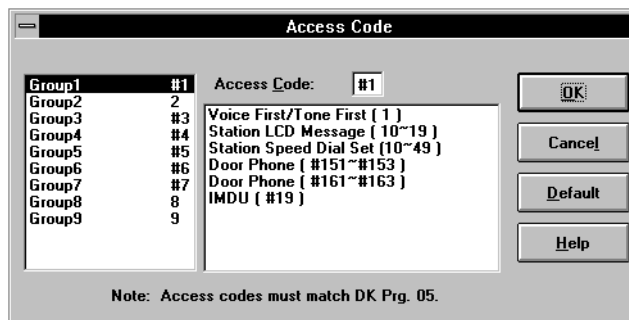 Access Code
Group1 #1
Group2 2
Group3 #3
Group4 #4
Group5 #5
Group6 #6
Group7 #7
Group8 8
Group9 9
Access Code: #1
Voice First/Tone First ( 1 )
Station LCD Message ( 10~19 )
Station Speed Dial Set (10~49 )
Door Phone ( #151~#153 )
Door Phone ( #161~#163 )
IMDU ( #19 )
OK
Cancel
Default
Help
Note: Access codes must match DK Prg. 05.